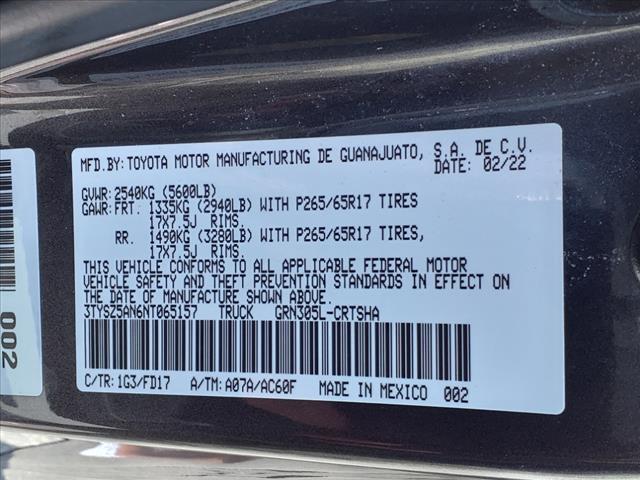 MFD.BY:TOYOTA MOTOR MANUFACTURING DE GUANAJUATO, S.A. DE C.V.
DATE: 02/22
GVWR:2540KG (5600LB)
GAWR:FRT. 1335KG (2940LB) WITH P265/65R17 TIRES
17X7.5J RIMS.
RR. 1490KG (3280LB) WITH P265/65R17 TIRES,
17X7.5J RIMS.
THIS VEHICLE CONFORMS TO ALL APPLICABLE FEDERAL MOTOR
VEHICLE SAFETY AND THEFT PREVENTION STANDARDS IN EFFECT ON
THE DATE OF MANUFACTURE SHOWN ABOVE.
3TYSZ5AN6NT065157 TRUCK GRN305L-CRTSHA
C/TR:1G3/FD17 A/TM:A07A/AC60F MADE IN MEXICO 002
002